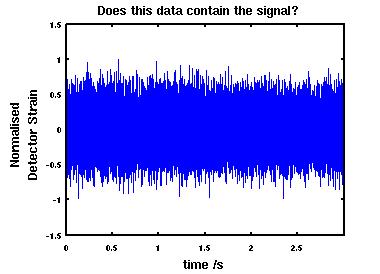 Does this data contain the signal?
1.5
1
0.5
0
-0.5
-1
-1.5
Normalised
Detector Strain
0 0.5 1 1.5 2 2.5
time /s